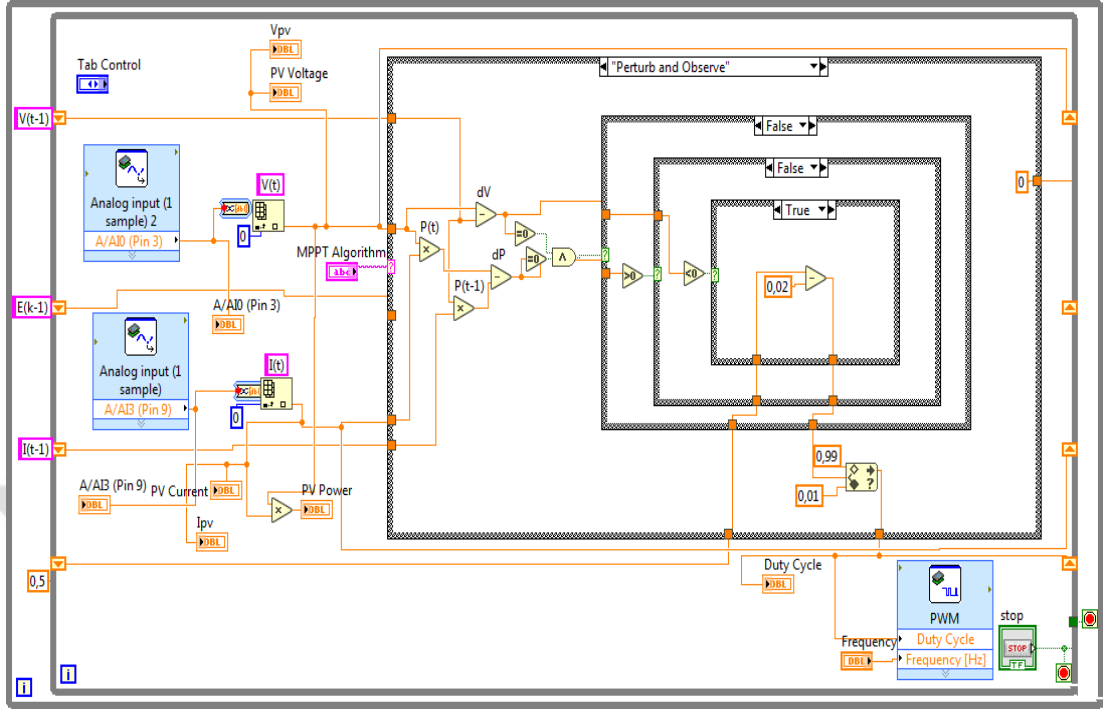 Vpv
DBL
PV Voltage
DBL
Tab Control
"Perturb and Observe"
V(t-1)
False
False
True
Analog input (1 sample) 2
A/AI0 (Pin 3)
V(t)
0
0
dV
P(t)
=0
=0
Λ
MPPT Algorithm
abc
dP
P(t-1)
>0
<0
0,02
?
?
?
?
E(k-1)
A/AI0 (Pin 3)
DBL
Analog input (1 sample)
A/AI3 (Pin 9)
I(t)
0
I(t-1)
0,99
0,01
?
A/AI3 (Pin 9)
DBL
PV Current
DBL
PV Power
DBL
Ipv
DBL
0,5
Duty Cycle
DBL
PWM
Duty Cycle
Frequency [Hz]
Frequency
DBL
stop
STOP
TF
i
i